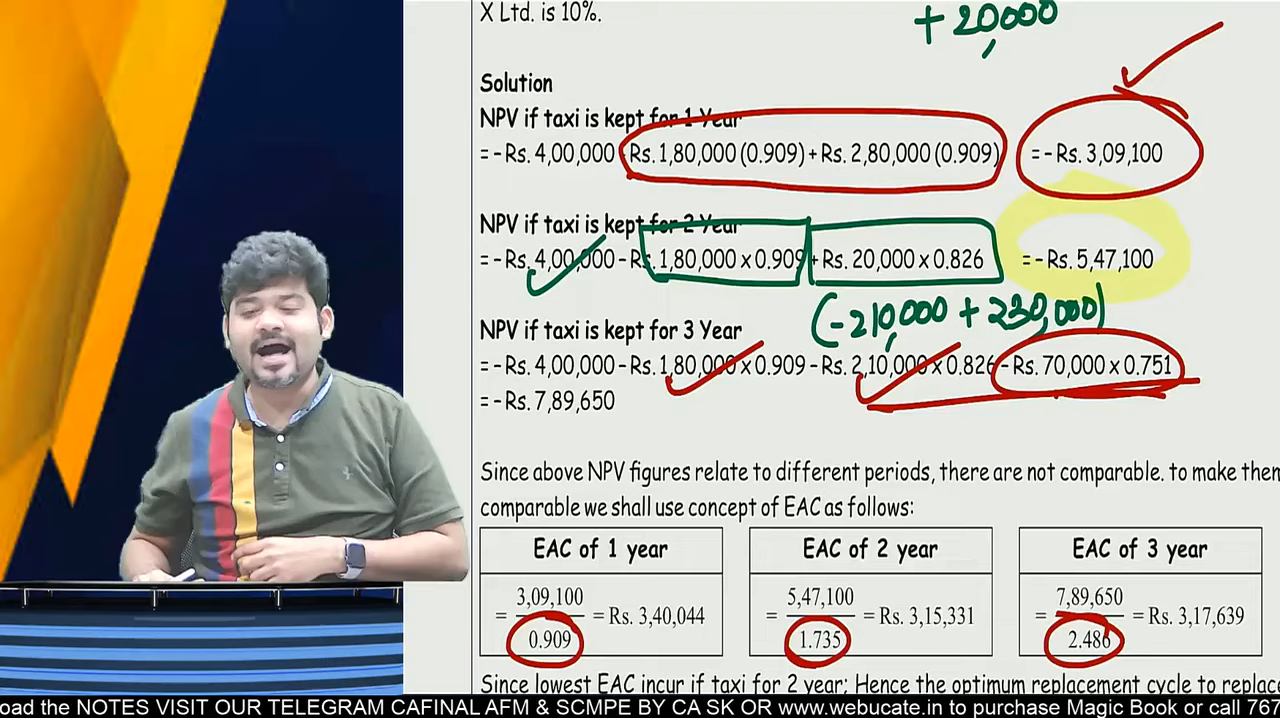 X Ltd. is 10%.
+ 20,000
Solution
NPV if taxi is kept for 1 Year
= - Rs. 4,00,000 - Rs. 1,80,000 (0.909) + Rs. 2,80,000 (0.909) = - Rs. 3,09,100
NPV if taxi is kept for 2 Year
= - Rs. 4,00,000 - Rs. 1,80,000 x 0.909 + Rs. 20,000 x 0.826 = - Rs. 5,47,100
(-210,000 + 230,000)
NPV if taxi is kept for 3 Year
= - Rs. 4,00,000 - Rs. 1,80,000 x 0.909 - Rs. 2,10,000 x 0.826 - Rs. 70,000 x 0.751
= - Rs. 7,89,650
Since above NPV figures relate to different periods, there are not comparable. to make then
comparable we shall use concept of EAC as follows:
EAC of 1 year EAC of 2 year EAC of 3 year
= 3,09,100 / 0.909 = Rs. 3,40,044 = 5,47,100 / 1.735 = Rs. 3,15,331 = 7,89,650 / 2.486 = Rs. 3,17,639
Since lowest EAC incur if taxi for 2 year; Hence the optimum replacement cycle to replace
oad the NOTES VISIT OUR TELEGRAM CAFINAL AFM & SCMPE BY CA SK OR www.webucate.in to purchase Magic Book or call 767